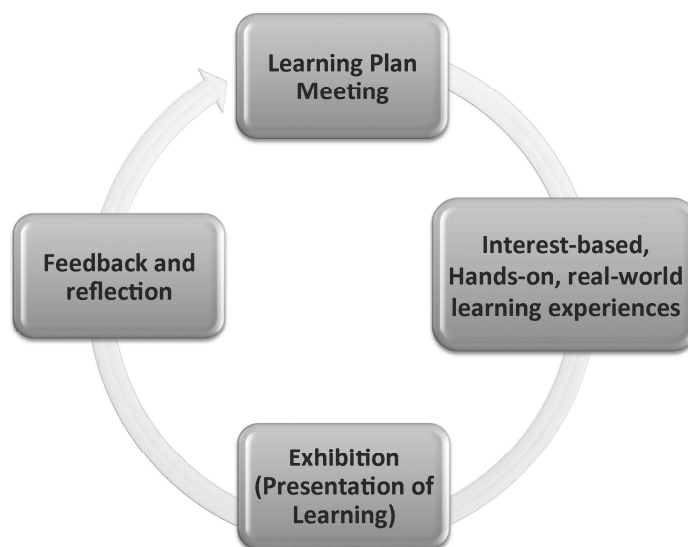 Learning Plan
Meeting
Interest-based,
Hands-on, real-world
learning experiences
Exhibition
(Presentation of
Learning)
Feedback and
reflection